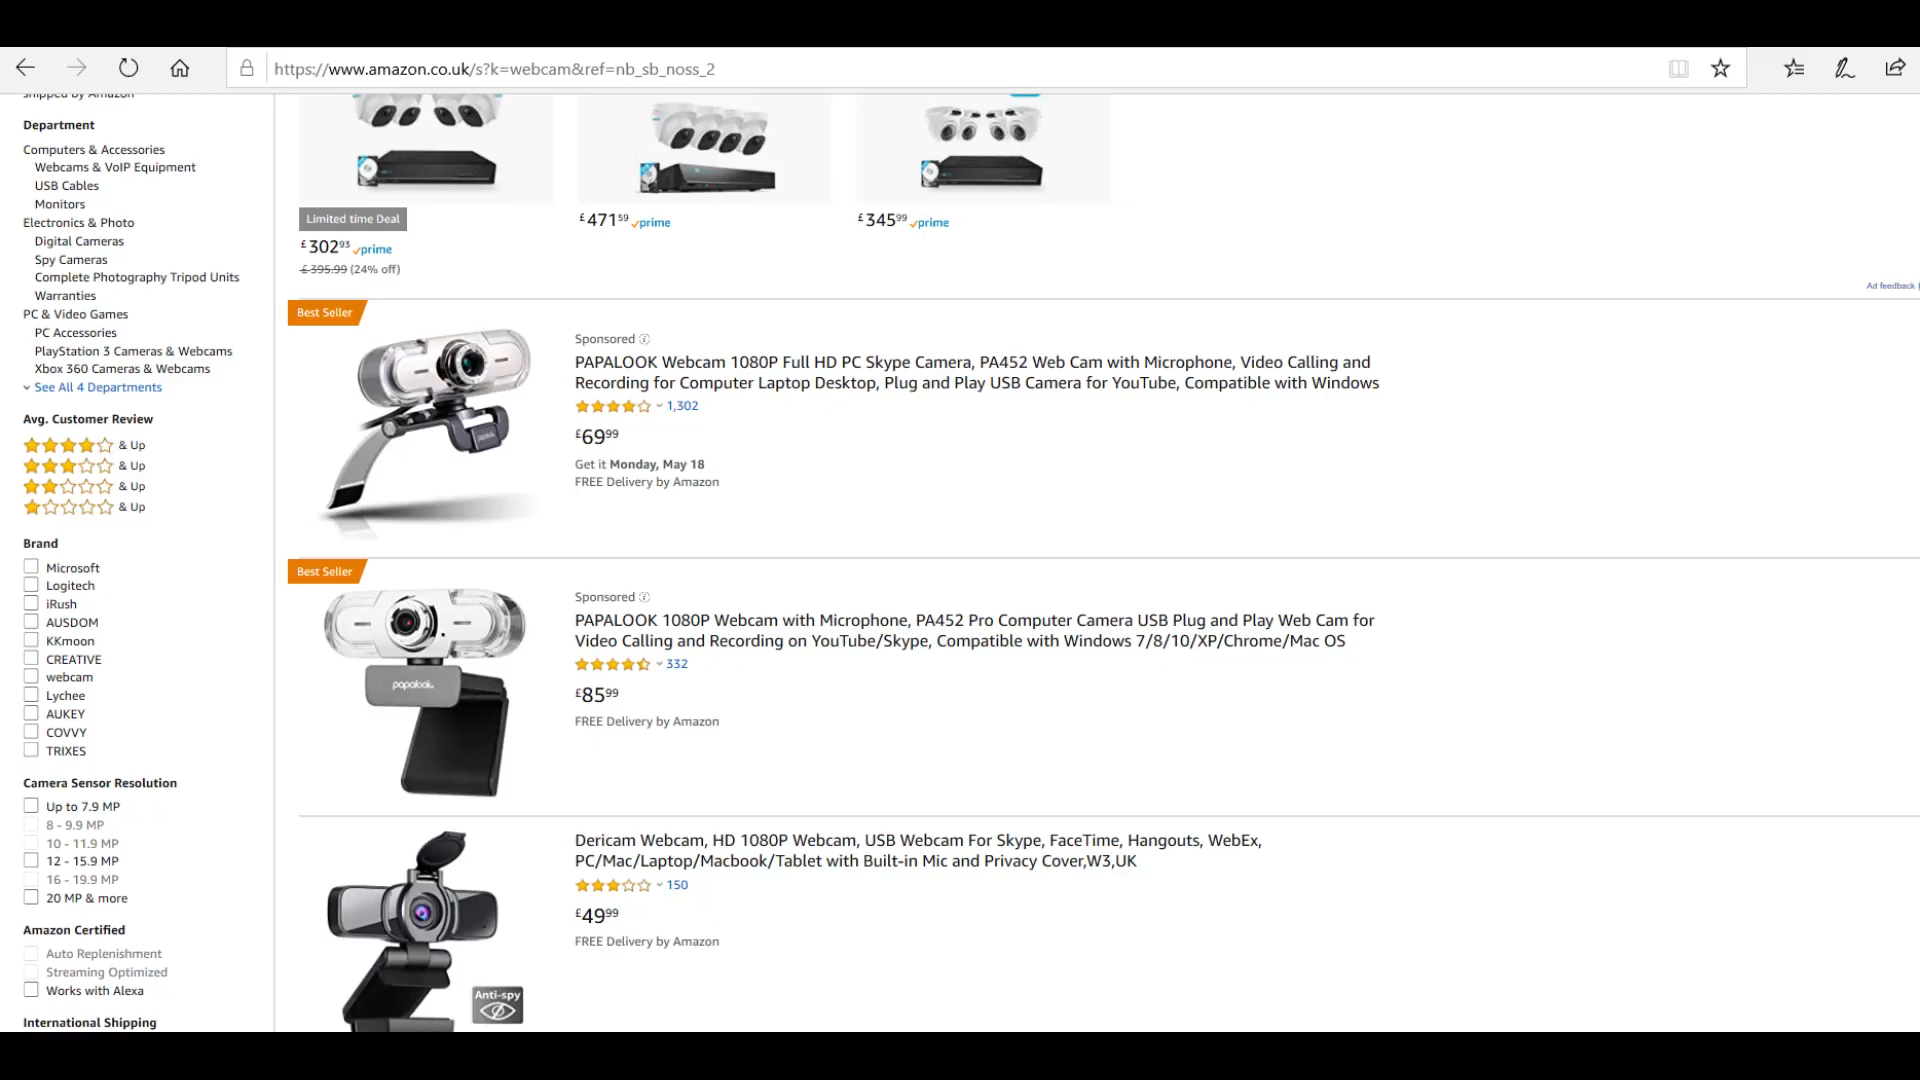 https://www.amazon.co.uk/s?k=webcam&ref=nb_sb_noss_2
shipped by Amazon
Department
Computers & Accessories
Webcams & VoIP Equipment
USB Cables
Monitors
Electronics & Photo
Digital Cameras
Spy Cameras
Complete Photography Tripod Units
Warranties
PC & Video Games
PC Accessories
PlayStation 3 Cameras & Webcams
Xbox 360 Cameras & Webcams
See All 4 Departments
Avg. Customer Review
& Up
& Up
& Up
& Up
Brand
Microsoft
Logitech
iRush
AUSDOM
KKmoon
CREATIVE
webcam
Lychee
AUKEY
COVVY
TRIXES
Camera Sensor Resolution
Up to 7.9 MP
8 - 9.9 MP
10 - 11.9 MP
12 - 15.9 MP
16 - 19.9 MP
20 MP & more
Amazon Certified
Auto Replenishment
Streaming Optimized
Works with Alexa
International Shipping
Limited time Deal
£302.93 prime
£395.99 (24% off)
£471.59 prime
£345.99 prime
Ad feedback
Best Seller
Sponsored
PAPALOOK Webcam 1080P Full HD PC Skype Camera, PA452 Web Cam with Microphone, Video Calling and
Recording for Computer Laptop Desktop, Plug and Play USB Camera for YouTube, Compatible with Windows
1,302
£69.99
Get it Monday, May 18
FREE Delivery by Amazon
Best Seller
papalook
Sponsored
PAPALOOK 1080P Webcam with Microphone, PA452 Pro Computer Camera USB Plug and Play Web Cam for
Video Calling and Recording on YouTube/Skype, Compatible with Windows 7/8/10/XP/Chrome/Mac OS
332
£85.99
FREE Delivery by Amazon
Dericam Webcam, HD 1080P Webcam, USB Webcam For Skype, FaceTime, Hangouts, WebEx,
PC/Mac/Laptop/Macbook/Tablet with Built-in Mic and Privacy Cover,W3,UK
150
£49.99
FREE Delivery by Amazon
Anti-spy